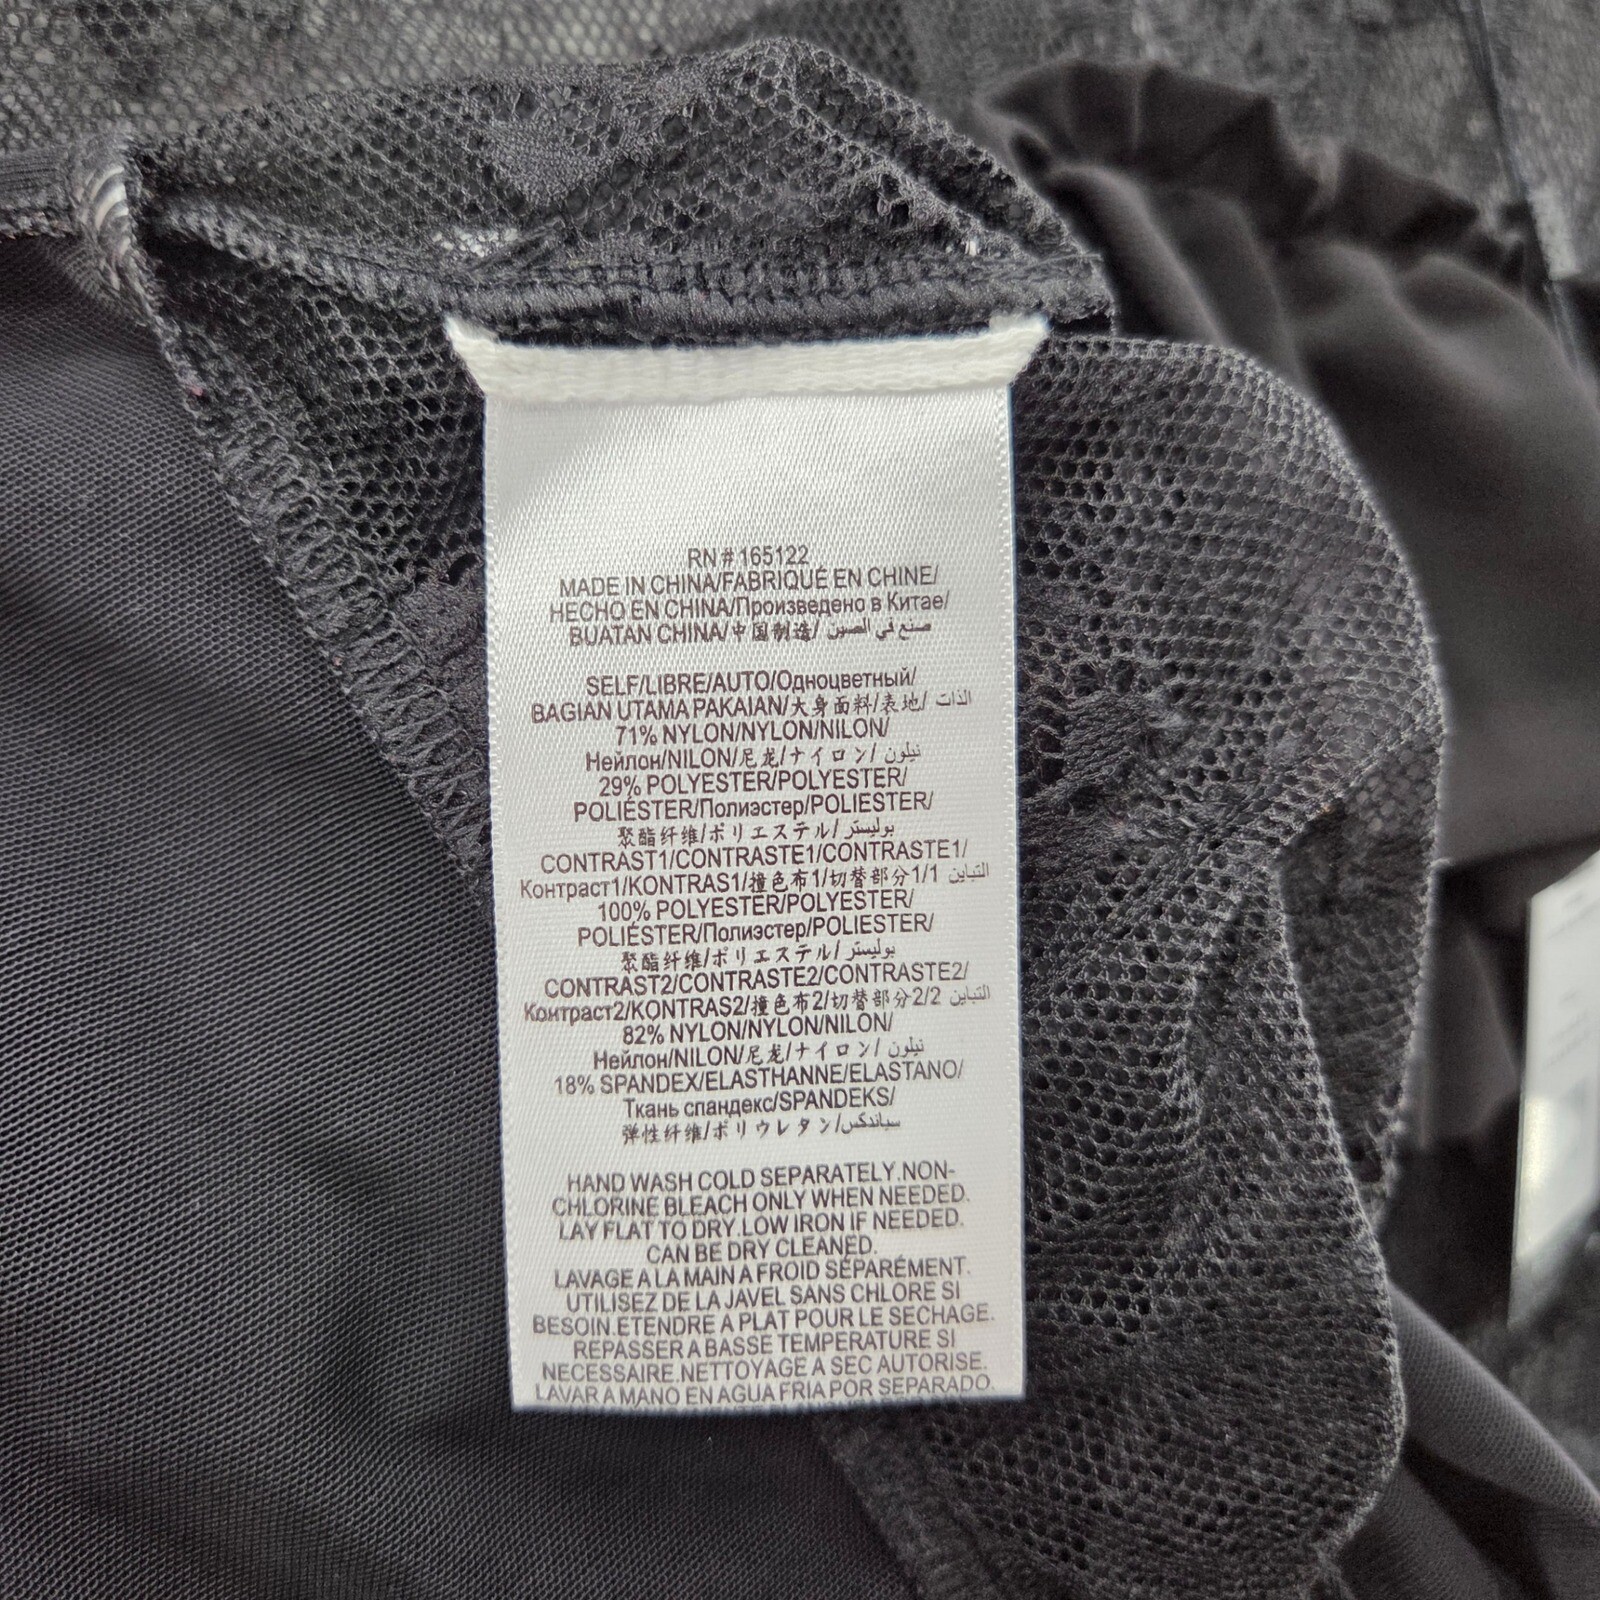 RN # 165122
MADE IN CHINA/FABRIQUÉ EN CHINE/
HECHO EN CHINA/Произведено в Китае/
BUATAN CHINA/中国制造/ صنع في الصين
SELF/LIBRE/AUTO/Одноцветный/
BAGIAN UTAMA PAKAIAN/大身面料/表地/ الذات
71% NYLON/NYLON/NILON/
Нейлон/NILON/尼龙/ナイロン/ نيلون
29% POLYESTER/POLYESTER/
POLIÉSTER/Полиэстер/POLIESTER/
聚酯纤维/ポリエステル/ بوليستر
CONTRAST1/CONTRASTE1/CONTRASTE1/
Контраст1/KONTRAS1/撞色布1/切替部分1/1 التباين
100% POLYESTER/POLYESTER/
POLIÉSTER/Полиэстер/POLIESTER/
聚酯纤维/ポリエステル/ بوليستر
CONTRAST2/CONTRASTE2/CONTRASTE2/
Контраст2/KONTRAS2/撞色布2/切替部分2/2 التباين
82% NYLON/NYLON/NILON/
Нейлон/NILON/尼龙/ナイロン/ نيلون
18% SPANDEX/ELASTHANNE/ELASTANO/
Ткань спандекс/SPANDEKS/
弹性纤维/ポリウレタン/سباندكس
HAND WASH COLD SEPARATELY.NON-
CHLORINE BLEACH ONLY WHEN NEEDED.
LAY FLAT TO DRY.LOW IRON IF NEEDED.
CAN BE DRY CLEANED.
LAVAGE A LA MAIN A FROID SÉPARÉMENT.
UTILISEZ DE LA JAVEL SANS CHLORE SI
BESOIN.ETENDRE A PLAT POUR LE SECHAGE.
REPASSER A BASSE TEMPERATURE SI
NECESSAIRE.NETTOYAGE A SEC AUTORISE.
LAVAR A MANO EN AGUA FRIA POR SEPARADO.